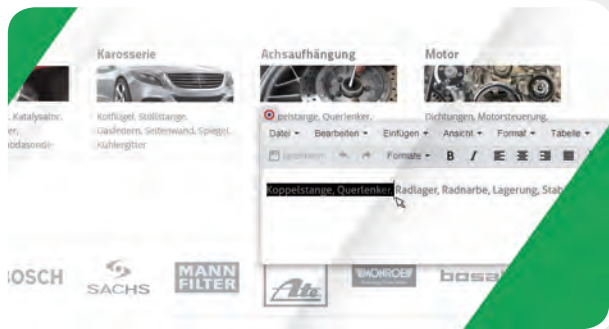 Karosserie
Achsaufhängung
Motor
Katalysator,
Kotflügel, Stoßstange,
Koppelstange, Querlenker,
Dichtungen, Motorsteuerung,
Seitenwand, Spiegel,
Kühlergitter
Datei
Bearbeiten
Einfügen
Ansicht
Format
Tabelle
Formate
B I
Koppelstange, Querlenker, Radlager, Radnarbe, Lagerung, Stab
BOSCH
SACHS
MANN
FILTER
Ate
MONROE
bosal